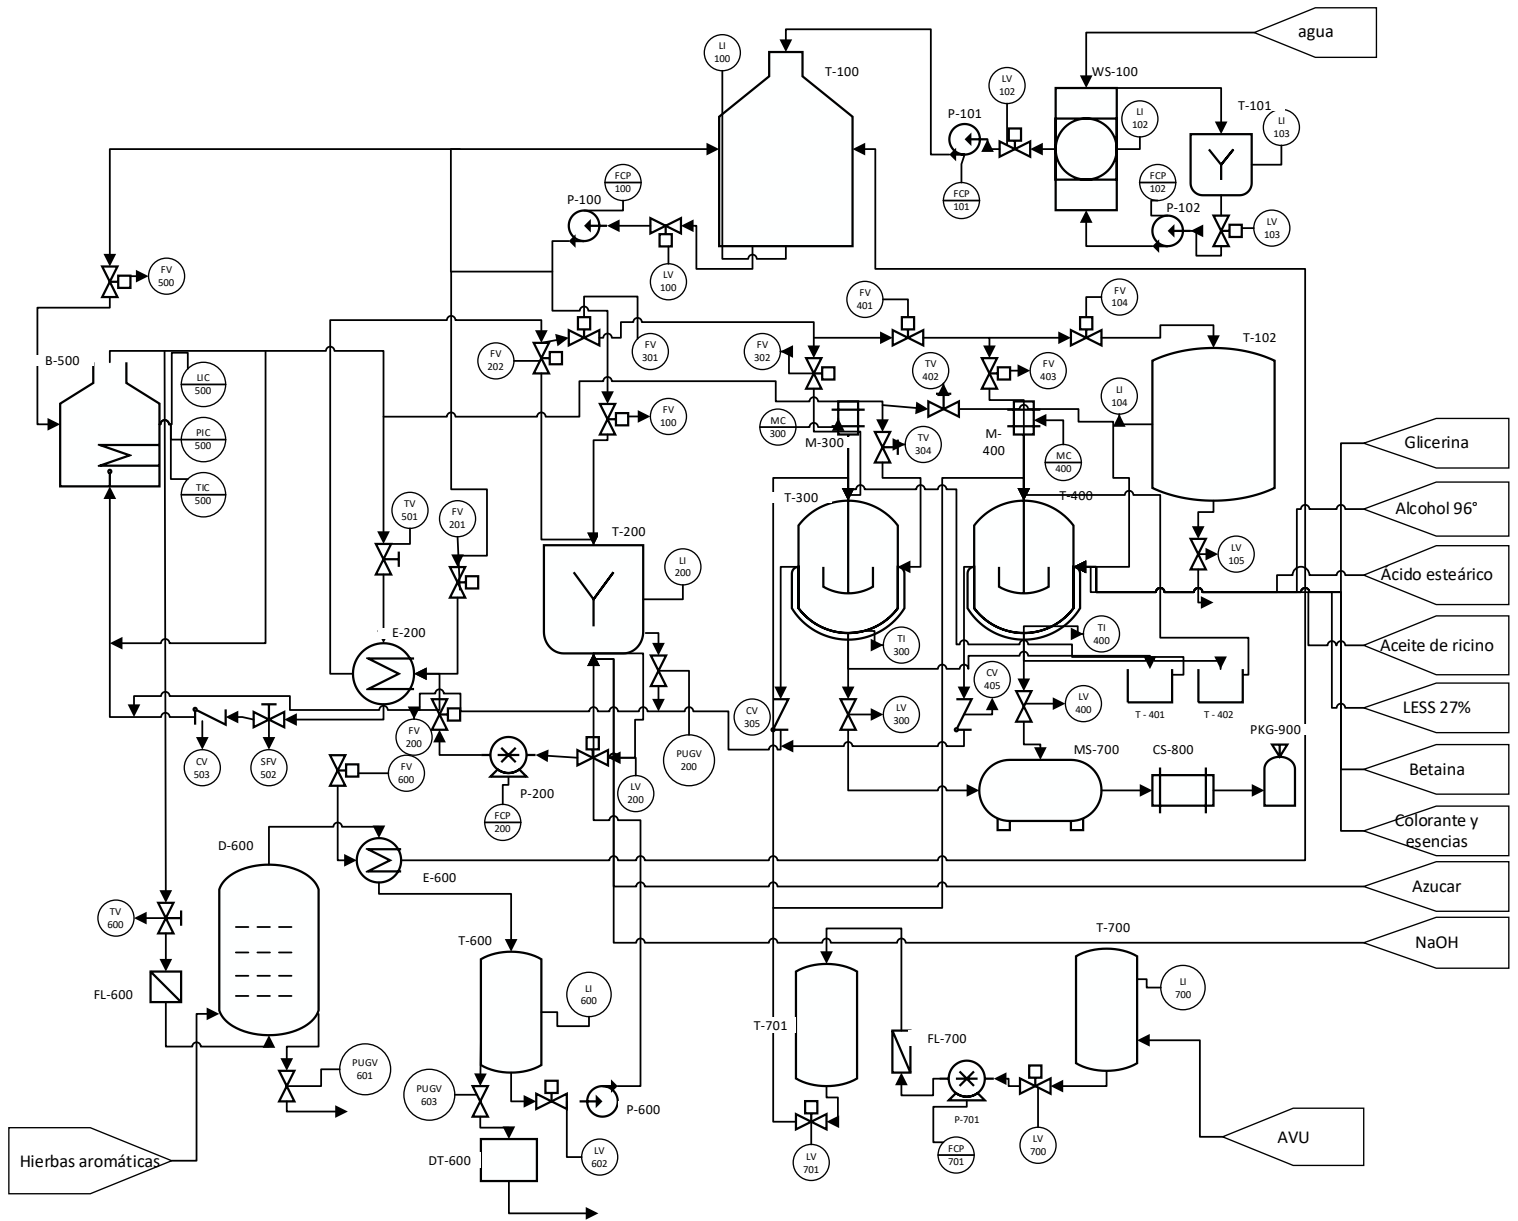 agua
LI
100
T-100
LV
102
WS-100
P-101
T-101
LI
102
LI
103
FCP
100
P-100
FCP
101
FCP
102
P-102
LV
103
FV
500
LV
100
FV
401
FV
104
B-500
LIC
500
FV
202
FV
301
FV
302
TV
402
FV
403
T-102
LI
104
PIC
500
FV
100
MC
300
M-300
TV
304
M-
400
MC
400
Glicerina
TIC
500
TV
501
FV
201
T-300
T-400
Alcohol 96°
T-200
LI
200
LV
105
Ácido esteárico
E-200
TI
300
TI
400
Aceite de ricino
CV
405
CV
305
LV
300
LV
400
T - 401
T - 402
LESS 27%
FV
200
CV
503
SFV
502
FV
600
P-200
PUGV
200
LV
200
MS-700
CS-800
PKG-900
Betaina
FCP
200
Colorante y
esencias
D-600
E-600
Azucar
TV
600
T-600
T-700
NaOH
FL-600
LI
600
LI
700
T-701
FL-700
PUGV
601
PUGV
603
P-600
P-701
Hierbas aromáticas
DT-600
LV
602
LV
701
FCP
701
LV
700
AVU